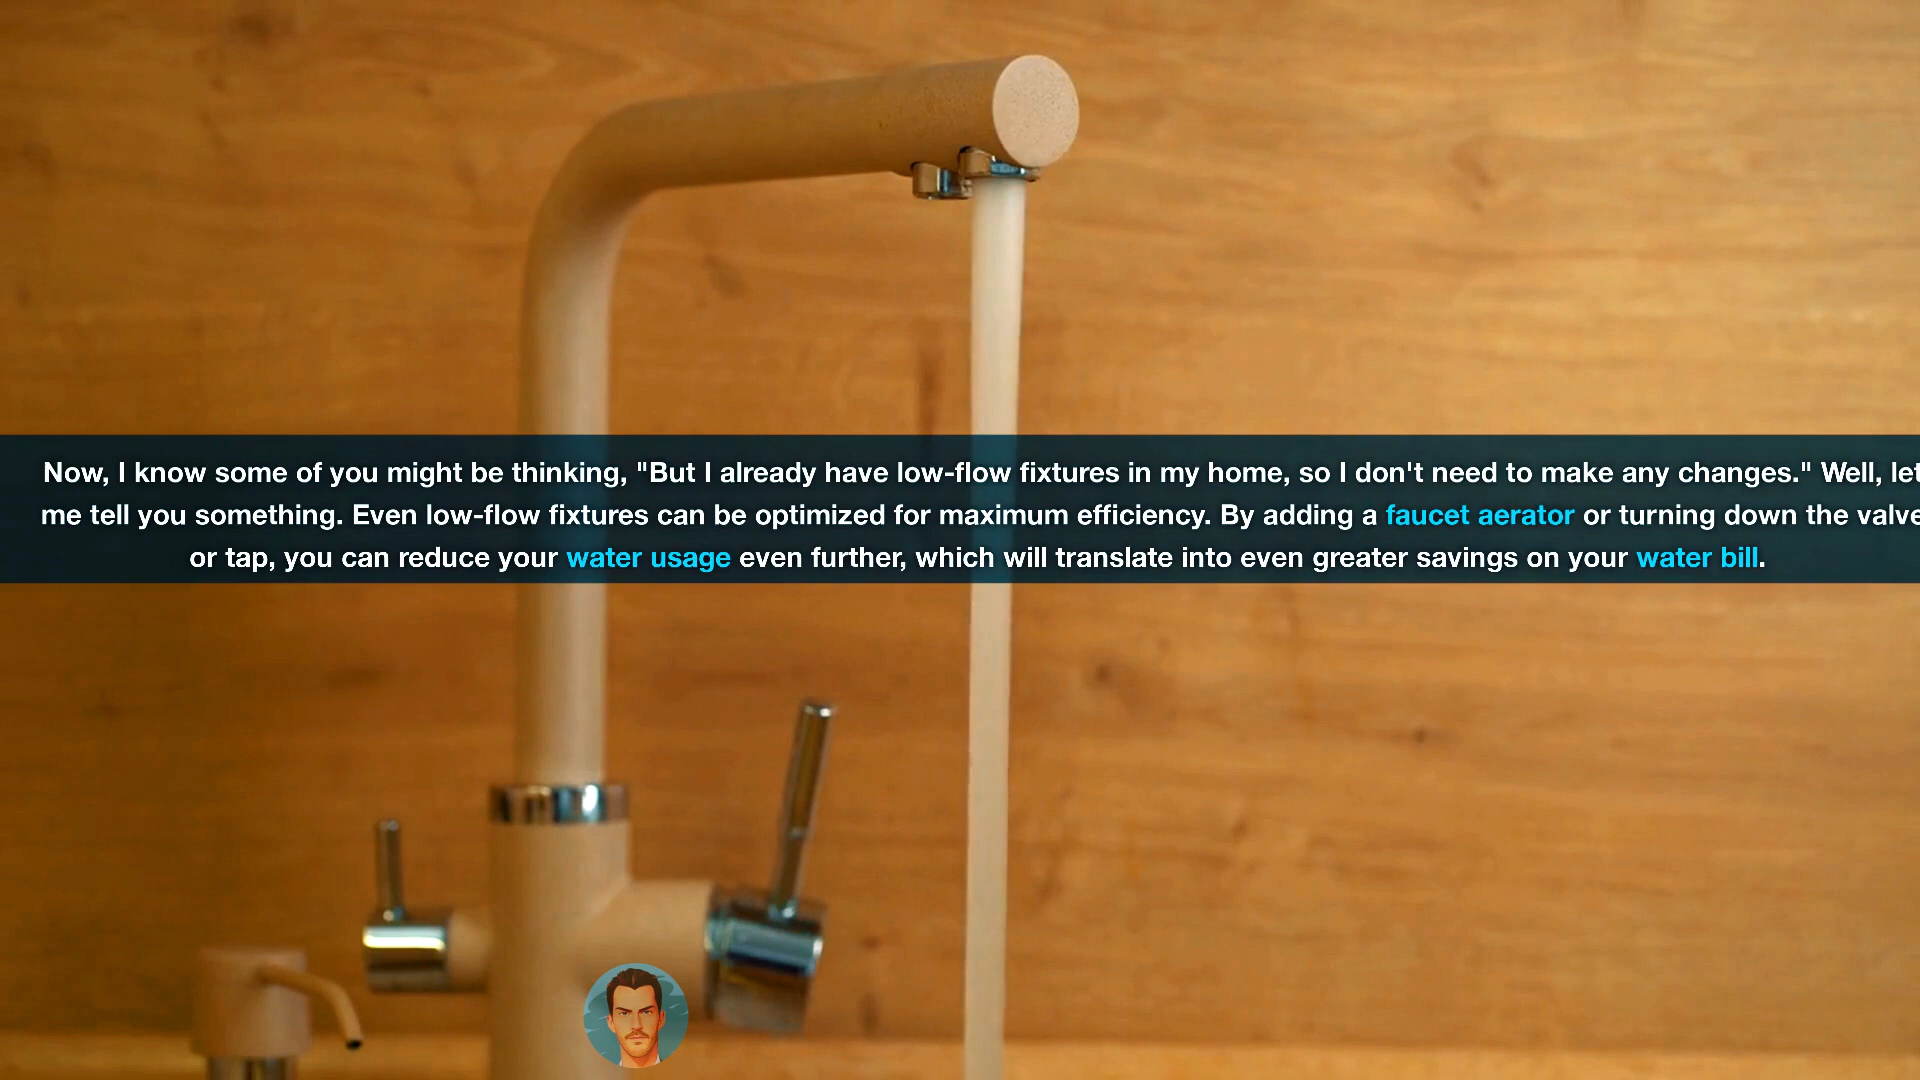 Now, I know some of you might be thinking, "But I already have low-flow fixtures in my home, so I don't need to make any changes." Well, let
me tell you something. Even low-flow fixtures can be optimized for maximum efficiency. By adding a faucet aerator or turning down the valve
or tap, you can reduce your water usage even further, which will translate into even greater savings on your water bill.